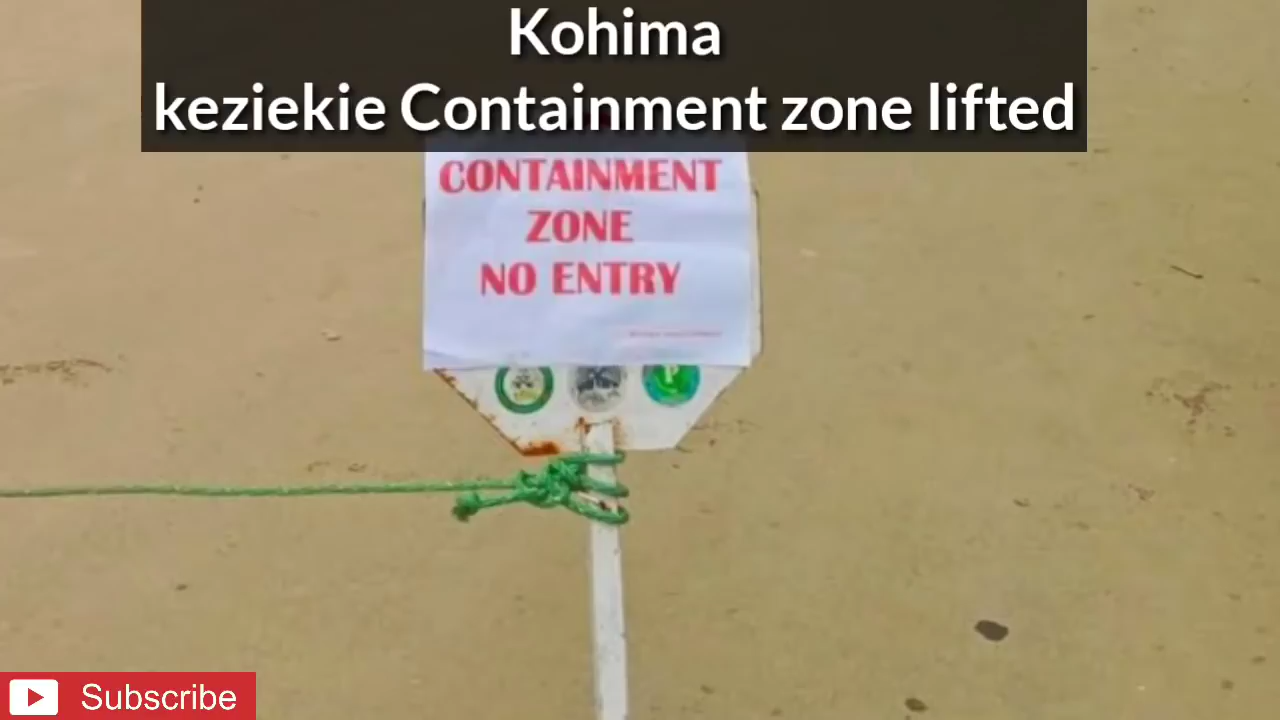 Kohima
keziekie Containment zone lifted
CONTAINMENT
ZONE
NO ENTRY
P
Subscribe